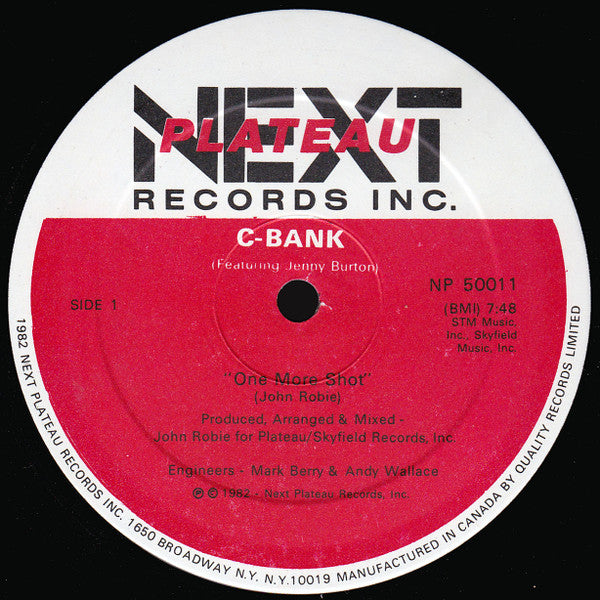 NEXT
PLATEAU
RECORDS INC.
C-BANK
(Featuring Jenny Burton)
NP 50011
SIDE 1
(BMI) 7:48
STM Music,
Inc., Skyfield
Music, Inc.
"One More Shot"
(John Robie)
Produced, Arranged & Mixed -
John Robie for Plateau/Skyfield Records, Inc.
Engineers - Mark Berry & Andy Wallace
℗ © 1982 - Next Plateau Records, Inc.
1982 NEXT PLATEAU RECORDS INC. 1650 BROADWAY N.Y. N.Y.10019 MANUFACTURED IN CANADA BY QUALITY RECORDS LIMITED